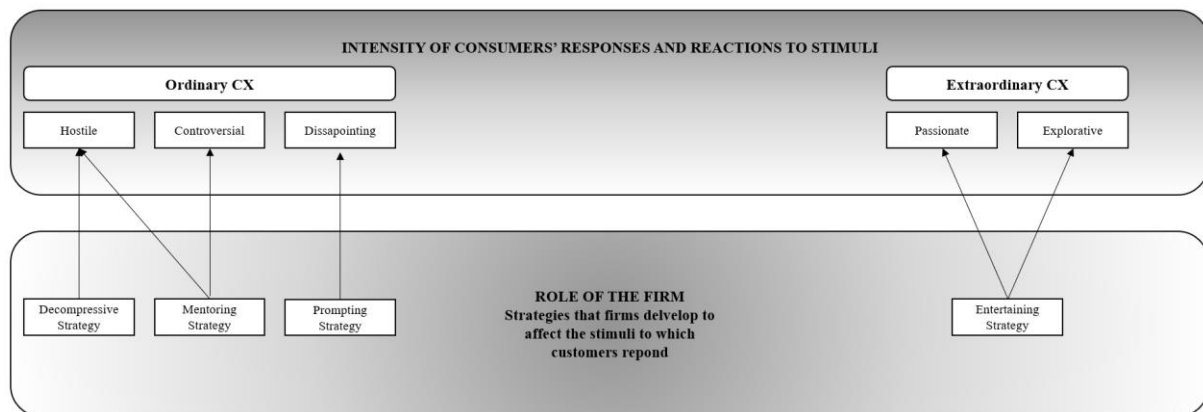 INTENSITY OF CONSUMERS' RESPONSES AND REACTIONS TO STIMULI
Ordinary CX
Extraordinary CX
Hostile
Controversial
Dissapointing
Passionate
Explorative
ROLE OF THE FIRM
Strategies that firms delvelop to
affect the stimuli to which
customers repond
Decompressive
Strategy
Mentoring
Strategy
Prompting
Strategy
Entertaining
Strategy